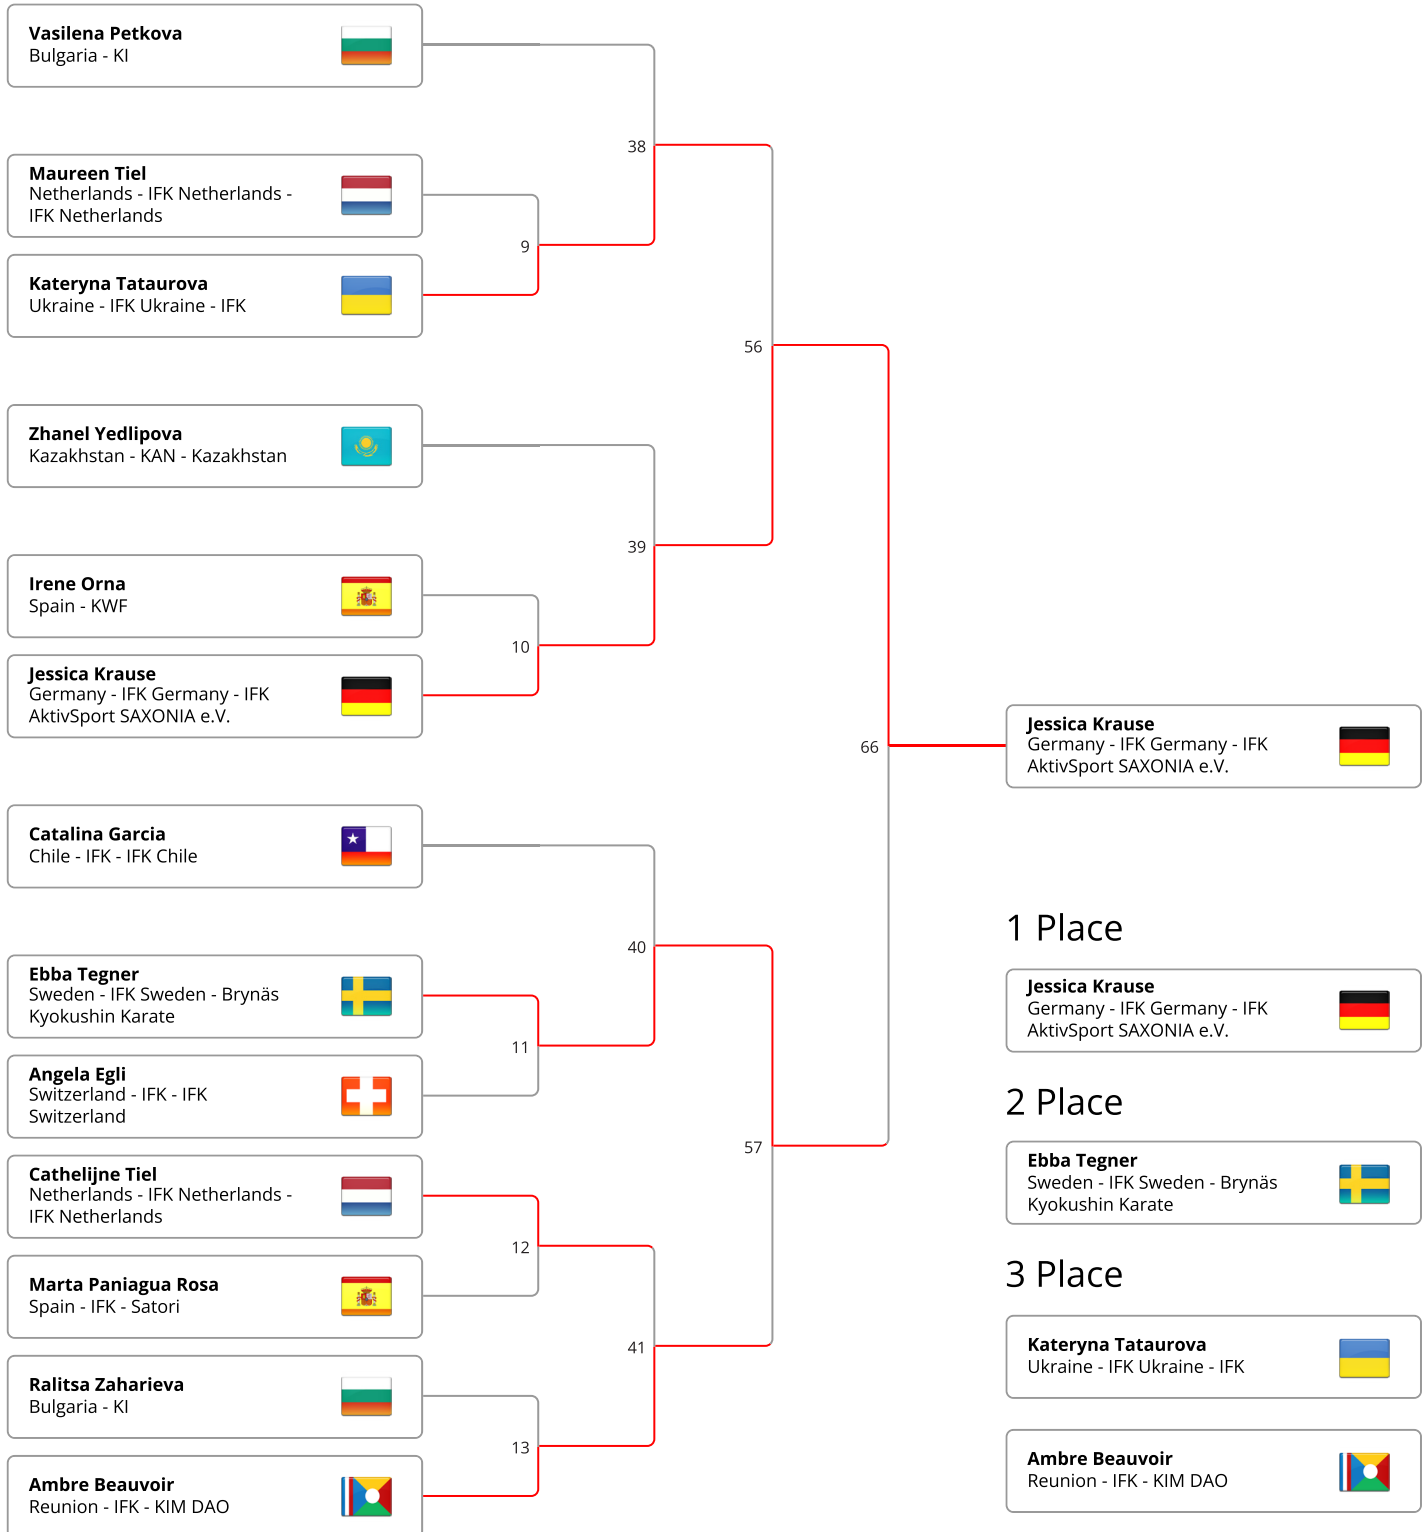 Vasilena Petkova
Bulgaria - KI
38
Maureen Tiel
Netherlands - IFK Netherlands -
IFK Netherlands
9
Kateryna Tataurova
Ukraine - IFK Ukraine - IFK
56
Zhanel Yedlipova
Kazakhstan - KAN - Kazakhstan
39
Irene Orna
Spain - KWF
10
Jessica Krause
Germany - IFK Germany - IFK
AktivSport SAXONIA e.V.
66
Jessica Krause
Germany - IFK Germany - IFK
AktivSport SAXONIA e.V.
Catalina Garcia
Chile - IFK - IFK Chile
40
Ebba Tegner
Sweden - IFK Sweden - Brynäs
Kyokushin Karate
11
Angela Egli
Switzerland - IFK - IFK
Switzerland
57
Cathelijne Tiel
Netherlands - IFK Netherlands -
IFK Netherlands
12
Marta Paniagua Rosa
Spain - IFK - Satori
41
Ralitsa Zaharieva
Bulgaria - KI
13
Ambre Beauvoir
Reunion - IFK - KIM DAO
1 Place
Jessica Krause
Germany - IFK Germany - IFK
AktivSport SAXONIA e.V.
2 Place
Ebba Tegner
Sweden - IFK Sweden - Brynäs
Kyokushin Karate
3 Place
Kateryna Tataurova
Ukraine - IFK Ukraine - IFK
Ambre Beauvoir
Reunion - IFK - KIM DAO